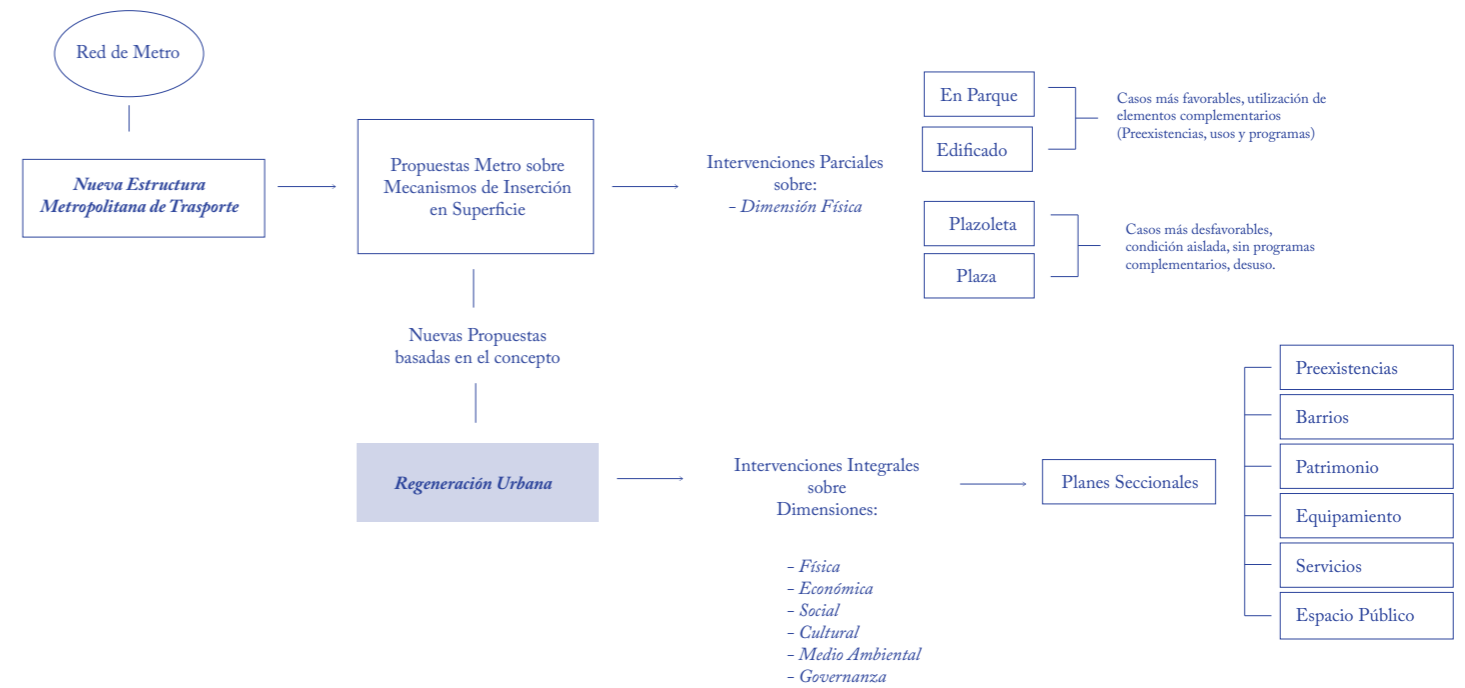 Red de Metro
Nueva Estructura
Metropolitana de Trasporte
Propuestas Metro sobre
Mecanismos de Inserción
en Superficie
Intervenciones Parciales
sobre:
- Dimensión Física
En Parque
Edificado
Casos más favorables, utilización de
elementos complementarios
(Preexistencias, usos y programas)
Plazoleta
Plaza
Casos más desfavorables,
condición aislada, sin programas
complementarios, desuso.
Nuevas Propuestas
basadas en el concepto
Regeneración Urbana
Intervenciones Integrales
sobre
Dimensiones:
- Física
- Económica
- Social
- Cultural
- Medio Ambiental
- Governanza
Planes Seccionales
Preexistencias
Barrios
Patrimonio
Equipamiento
Servicios
Espacio Público